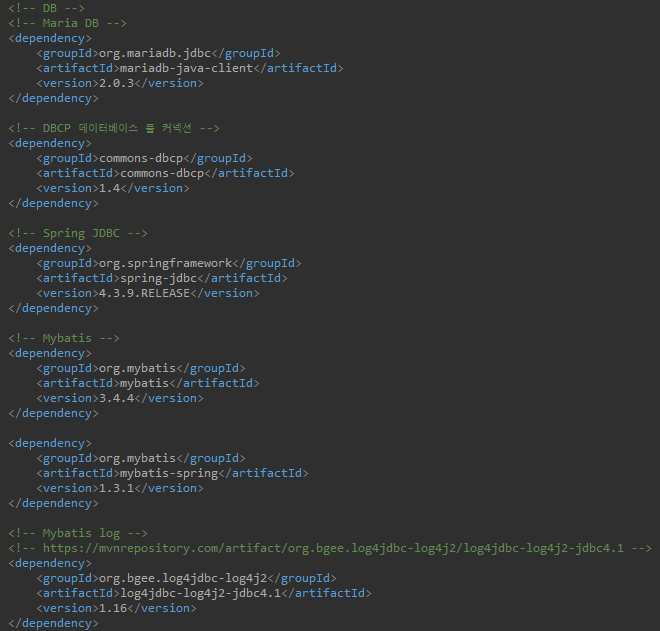 <!-- DB -->
<!-- Maria DB -->
<dependency>
    <groupId>org.mariadb.jdbc</groupId>
    <artifactId>mariadb-java-client</artifactId>
    <version>2.0.3</version>
</dependency>

<!-- DBCP 데이터베이스 풀 커넥션 -->
<dependency>
    <groupId>commons-dbcp</groupId>
    <artifactId>commons-dbcp</artifactId>
    <version>1.4</version>
</dependency>

<!-- Spring JDBC -->
<dependency>
    <groupId>org.springframework</groupId>
    <artifactId>spring-jdbc</artifactId>
    <version>4.3.9.RELEASE</version>
</dependency>

<!-- Mybatis -->
<dependency>
    <groupId>org.mybatis</groupId>
    <artifactId>mybatis</artifactId>
    <version>3.4.4</version>
</dependency>

<dependency>
    <groupId>org.mybatis</groupId>
    <artifactId>mybatis-spring</artifactId>
    <version>1.3.1</version>
</dependency>

<!-- Mybatis log -->
<!-- https://mvnrepository.com/artifact/org.bgee.log4jdbc-log4j2/log4jdbc-log4j2-jdbc4.1 -->
<dependency>
    <groupId>org.bgee.log4jdbc-log4j2</groupId>
    <artifactId>log4jdbc-log4j2-jdbc4.1</artifactId>
    <version>1.16</version>
</dependency>